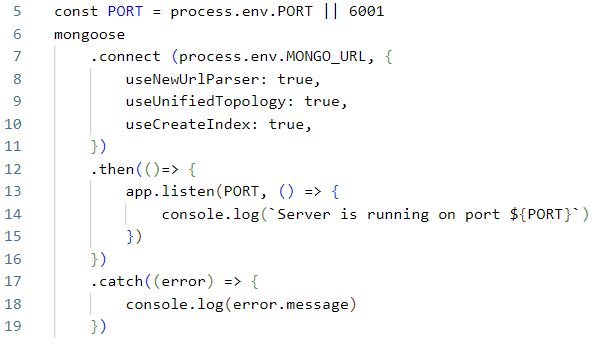 5 const PORT = process.env.PORT || 6001
6 mongoose
7 .connect (process.env.MONGO_URL, {
8 useNewUrlParser: true,
9 useUnifiedTopology: true,
10 useCreateIndex: true,
11 })
12 .then(()=> {
13 app.listen(PORT, () => {
14 console.log(`Server is running on port ${PORT}`)
15 })
16 })
17 .catch((error) => {
18 console.log(error.message)
19 })